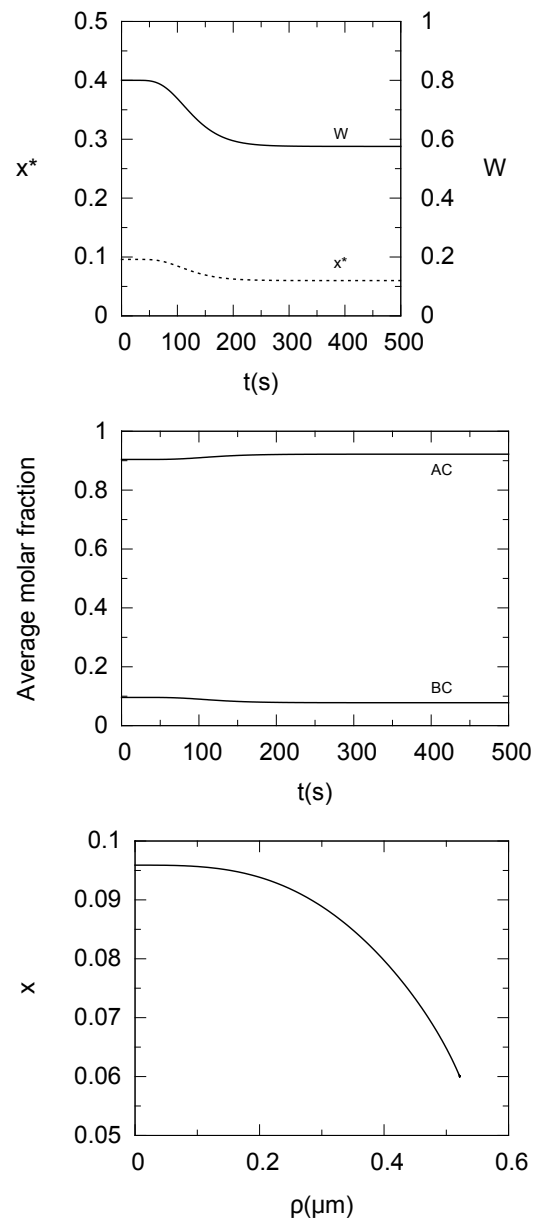 0.5 1
0.4 0.8
W
x* 0.3 0.6 W
0.2 0.4
x*
0.1 0.2
0 0
0 100 200 300 400 500
t(s)
1
AC
0.8
0.6
Average molar fraction
0.4
0.2
BC
0
0 100 200 300 400 500
t(s)
0.1
0.09
0.08
x
0.07
0.06
0.05
0 0.2 0.4 0.6
ρ(μm)